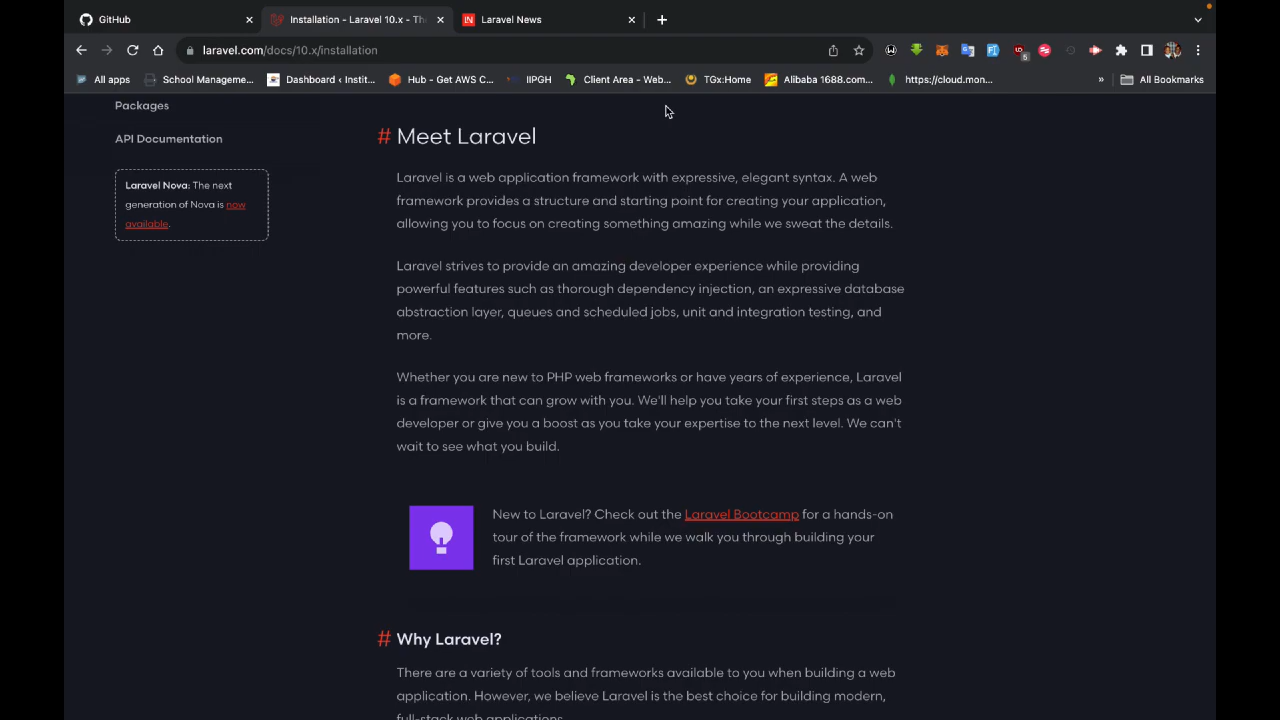 GitHub
Installation - Laravel 10.x - Th
Laravel News
laravel.com/docs/10.x/installation
5
All apps
School Manageme...
Dashboard ‹ Instit...
Hub - Get AWS C...
IIPGH
Client Area - Web...
TGx:Home
Alibaba 1688.com...
https://cloud.mon...
»
All Bookmarks
Packages
API Documentation
Laravel Nova: The next
generation of Nova is now
available.
# Meet Laravel
Laravel is a web application framework with expressive, elegant syntax. A web
framework provides a structure and starting point for creating your application,
allowing you to focus on creating something amazing while we sweat the details.
Laravel strives to provide an amazing developer experience while providing
powerful features such as thorough dependency injection, an expressive database
abstraction layer, queues and scheduled jobs, unit and integration testing, and
more.
Whether you are new to PHP web frameworks or have years of experience, Laravel
is a framework that can grow with you. We'll help you take your first steps as a web
developer or give you a boost as you take your expertise to the next level. We can't
wait to see what you build.
New to Laravel? Check out the Laravel Bootcamp for a hands-on
tour of the framework while we walk you through building your
first Laravel application.
# Why Laravel?
There are a variety of tools and frameworks available to you when building a web
application. However, we believe Laravel is the best choice for building modern,
full-stack web applications.